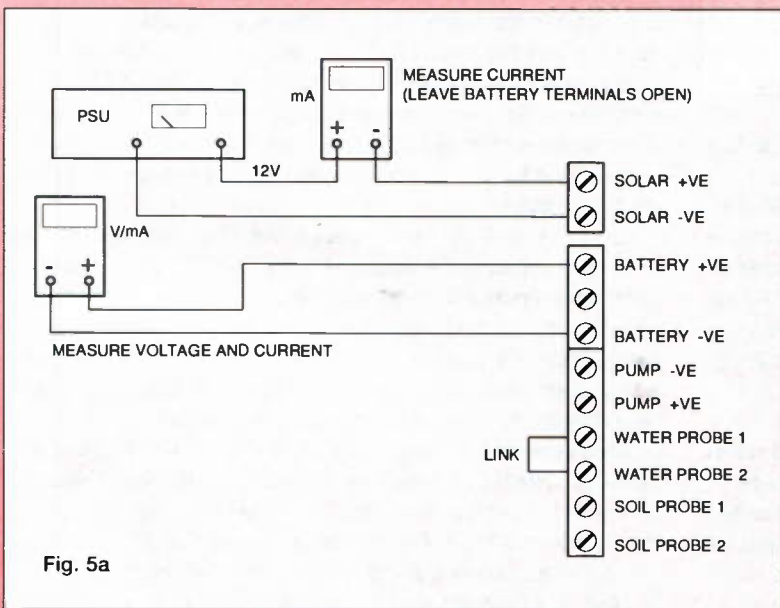 MEASURE CURRENT
(LEAVE BATTERY TERMINALS OPEN)
mA
PSU
+ -
12V
SOLAR +VE
SOLAR -VE
V/mA
- +
BATTERY +VE
BATTERY -VE
MEASURE VOLTAGE AND CURRENT
PUMP -VE
PUMP +VE
WATER PROBE 1
LINK
WATER PROBE 2
SOIL PROBE 1
SOIL PROBE 2
Fig. 5a